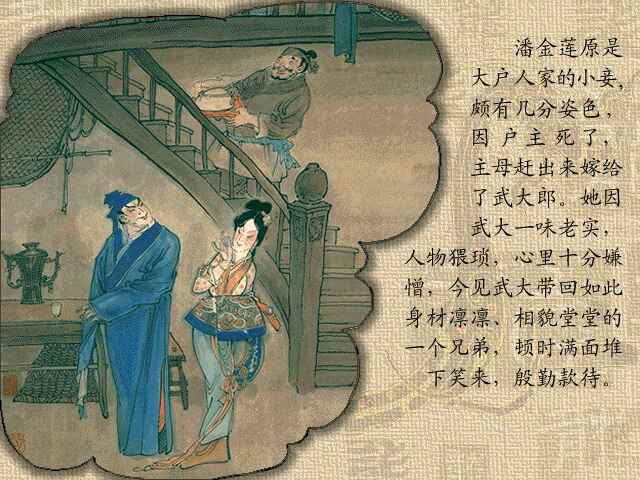 潘金莲原是
大户人家的小妾，
颇有几分姿色，
因户主死了，
主母赶出来嫁给
了武大郎。她因
武大一味老实，
人物猥琐，心里十分嫌
憎，今见武大带回如此
身材凛凛、相貌堂堂的
一个兄弟，顿时满面堆
下笑来，殷勤款待。